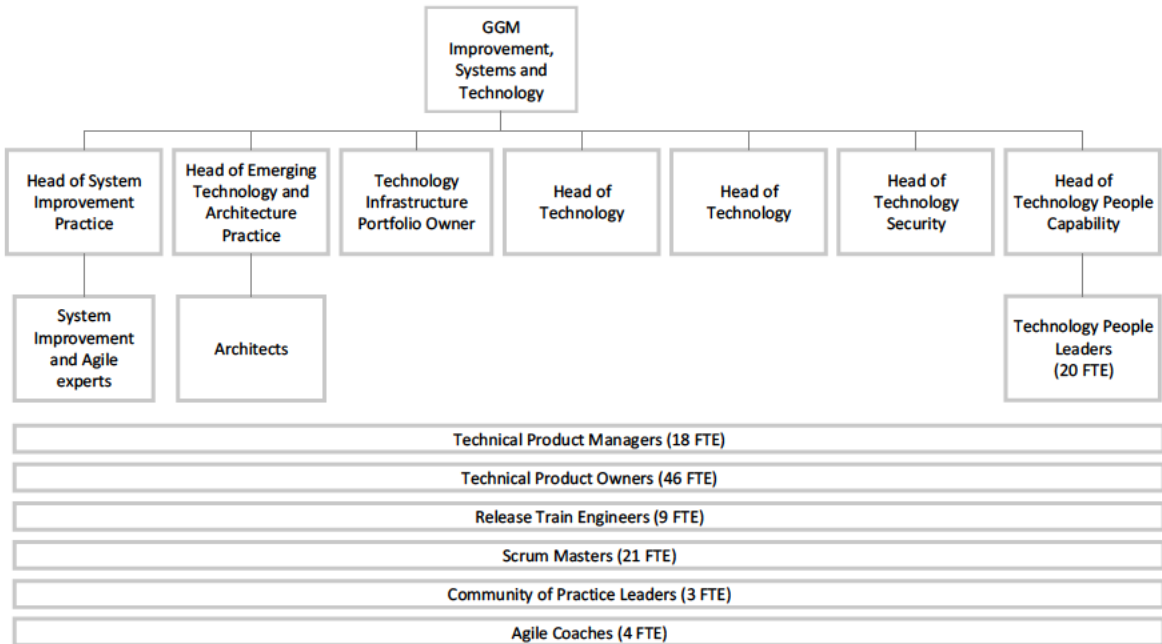 GGM
Improvement,
Systems and
Technology
Head of System
Improvement
Practice
Head of Emerging
Technology and
Architecture
Practice
Technology
Infrastructure
Portfolio Owner
Head of
Technology
Head of
Technology
Head of
Technology
Security
Head of
Technology People
Capability
System
Improvement
and Agile
experts
Architects
Technology People
Leaders
(20 FTE)
Technical Product Managers (18 FTE)
Technical Product Owners (46 FTE)
Release Train Engineers (9 FTE)
Scrum Masters (21 FTE)
Community of Practice Leaders (3 FTE)
Agile Coaches (4 FTE)